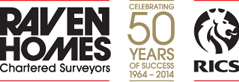 RAVEN
HOMES
Chartered Surveyors
CELEBRATING
50
YEARS
OF SUCCESS
1964 – 2014
RICS